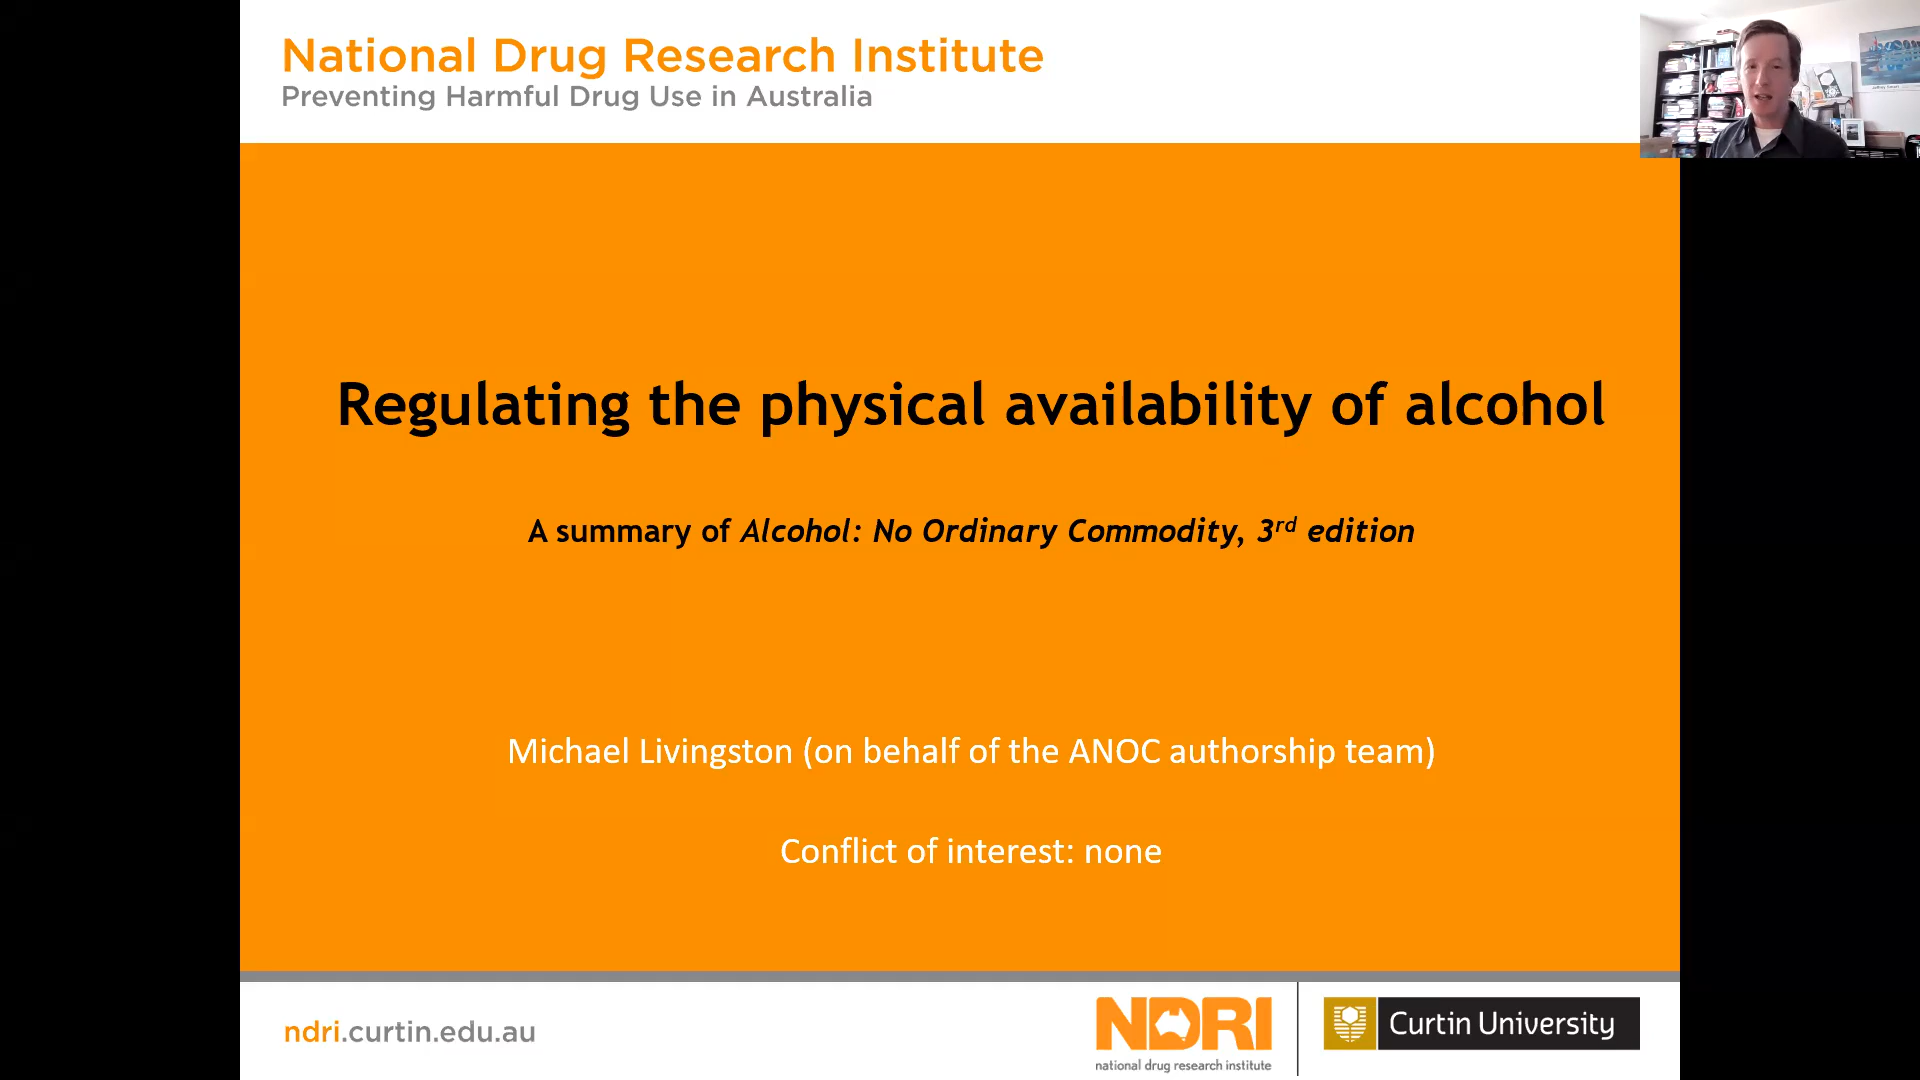 National Drug Research Institute
Preventing Harmful Drug Use in Australia
Regulating the physical availability of alcohol
A summary of Alcohol: No Ordinary Commodity, 3rd edition
Michael Livingston (on behalf of the ANOC authorship team)
Conflict of interest: none
ndri.curtin.edu.au
NDRI
national drug research institute
Curtin University